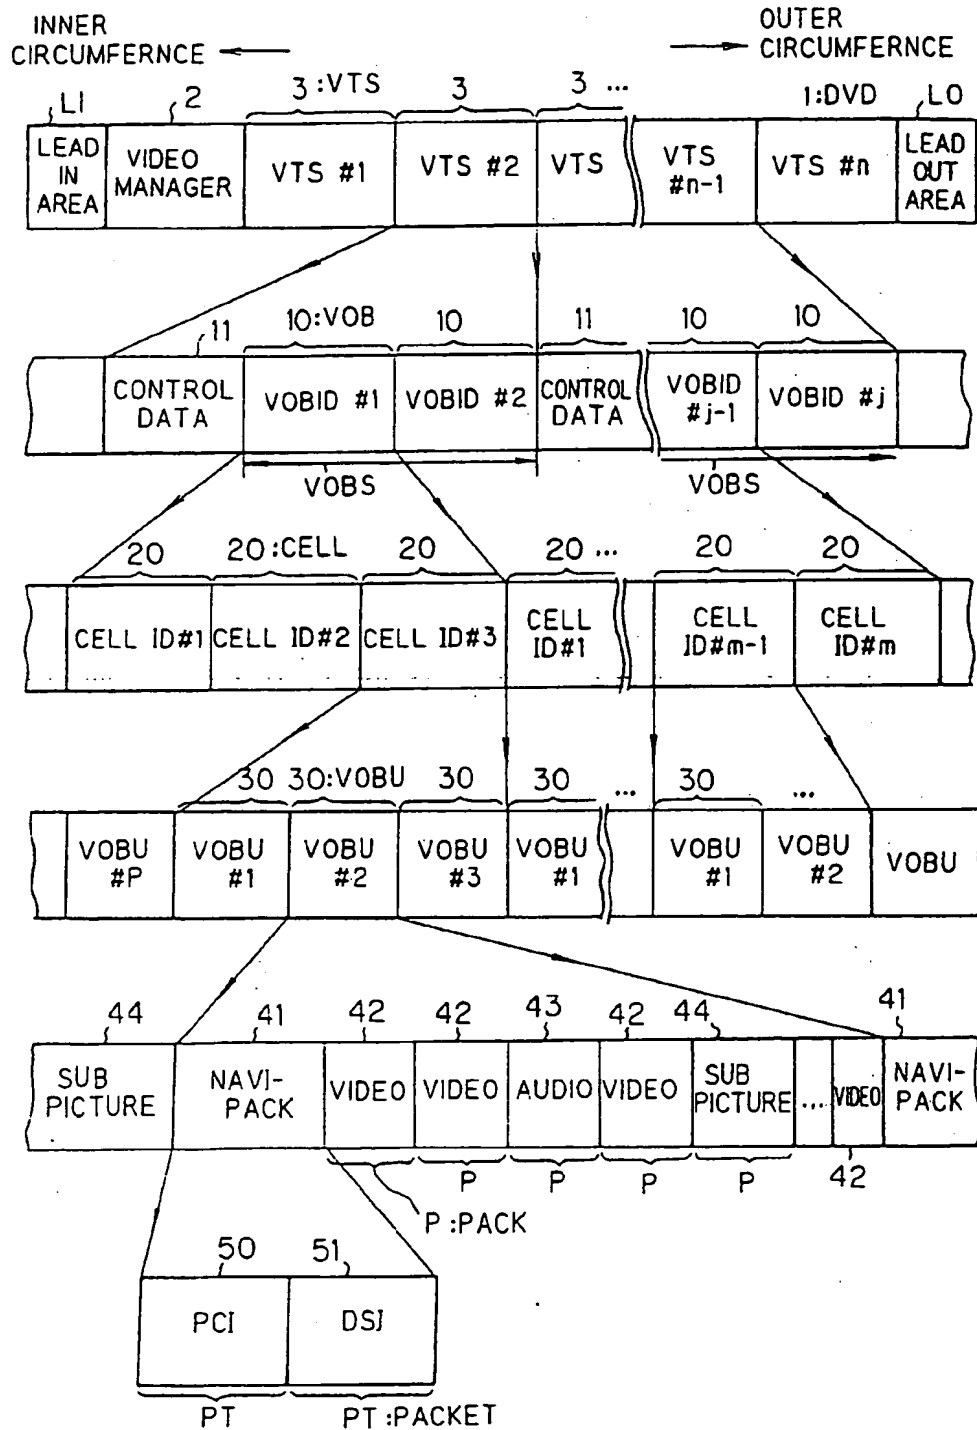 INNER
CIRCUMFERNCE
OUTER
CIRCUMFERNCE
LI
2
3 :VTS
3
3 ...
1:DVD
LO
LEAD
IN
AREA
VIDEO
MANAGER
VTS #1
VTS #2
VTS
VTS
#n-1
VTS #n
LEAD
OUT
AREA
11
10:VOB
10
11
10
10
CONTROL
DATA
VOBID #1
VOBID #2
CONTROL
DATA
VOBID
#j-1
VOBID #j
VOBS
VOBS
20
20:CELL
20
20 ...
20
20
CELL ID#1
CELL ID#2
CELL ID#3
CELL
ID#1
CELL
ID#m-1
CELL
ID#m
30
30:VOBU
30
30
...
30
...
VOBU
#P
VOBU
#1
VOBU
#2
VOBU
#3
VOBU
#1
VOBU
#1
VOBU
#2
VOBU
44
41
42
42
43
42
44
41
SUB
PICTURE
NAVI-
PACK
VIDEO
VIDEO
AUDIO
VIDEO
SUB
PICTURE
...
VIDEO
NAVI-
PACK
P
P
P
P
42
P :PACK
50
51
PCI
DSI
PT
PT :PACKET